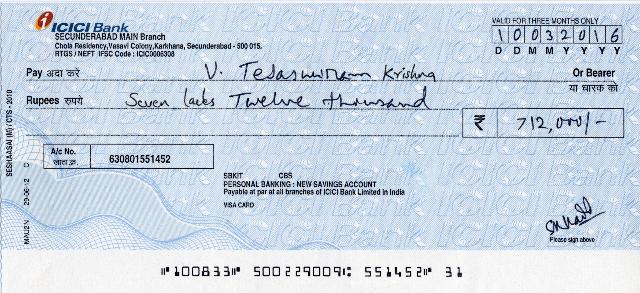 ICICI Bank
SECUNDERABAD MAIN Branch
Chola Residency,Vasavi Colony,Karkhana, Secunderabad - 500 015.
RTGS / NEFT IFSC Code : ICIC0006308
VALID FOR THREE MONTHS ONLY
1 0 0 3 2 0 1 6
D D M M Y Y Y Y
Pay अदा करे V. Krishna Or Bearer
या धारक को
Rupees रुपये Seven lacks Twelve thousand
₹ 712,000/-
A/c No.
खाता.क्र.
630801551452
SBKIT CBS
PERSONAL BANKING : NEW SAVINGS ACCOUNT
Payable at par at all branches of ICICI Bank Limited in India
VISA CARD
Please sign above
SESHAASAI (M) / CTS - 2010
MAU2N 29-06-12 C
⑈100833⑈ 500229009⑆ 551452⑈ 31